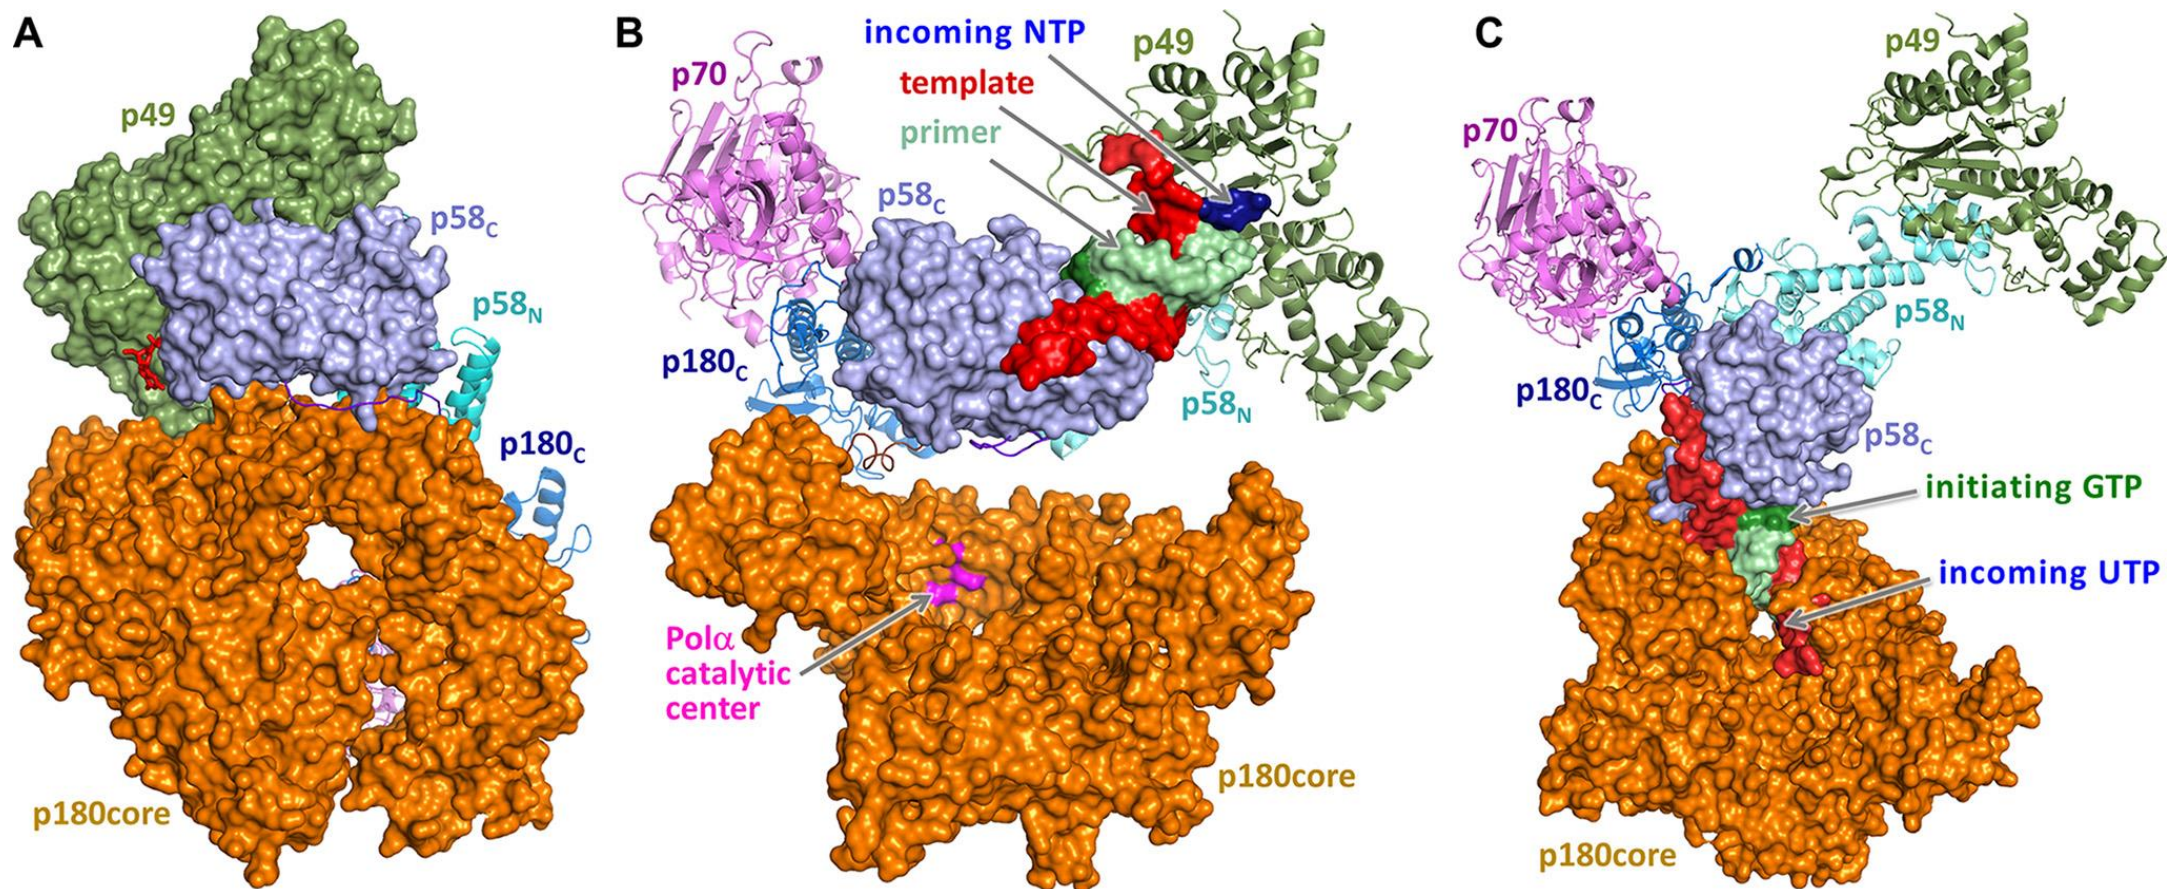 A
p49
p58C
p58N
p180C
p180core
B
incoming NTP
p49
p70
template
primer
p58C
p180C
p58N
Polα
catalytic
center
p180core
C
p49
p70
p58N
p180C
p58C
initiating GTP
incoming UTP
p180core